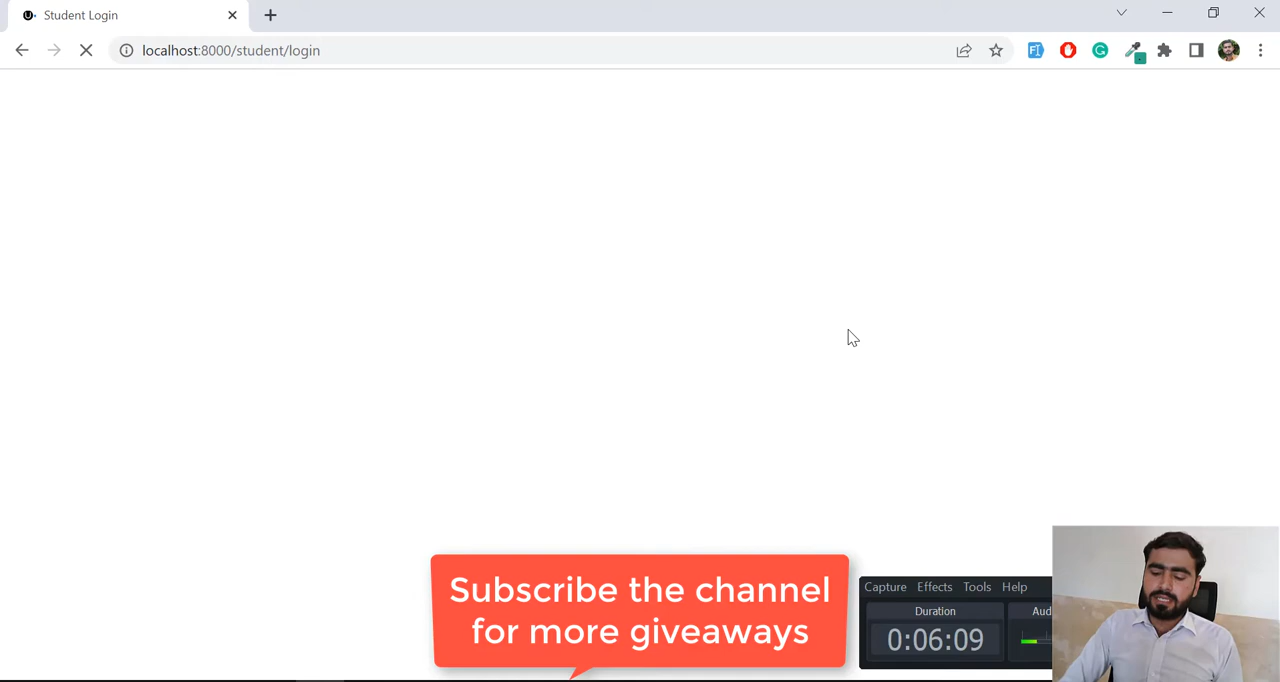 Student Login
localhost:8000/student/login
Subscribe the channel
for more giveaways
Capture Effects Tools Help
Duration Aud
0:06:09